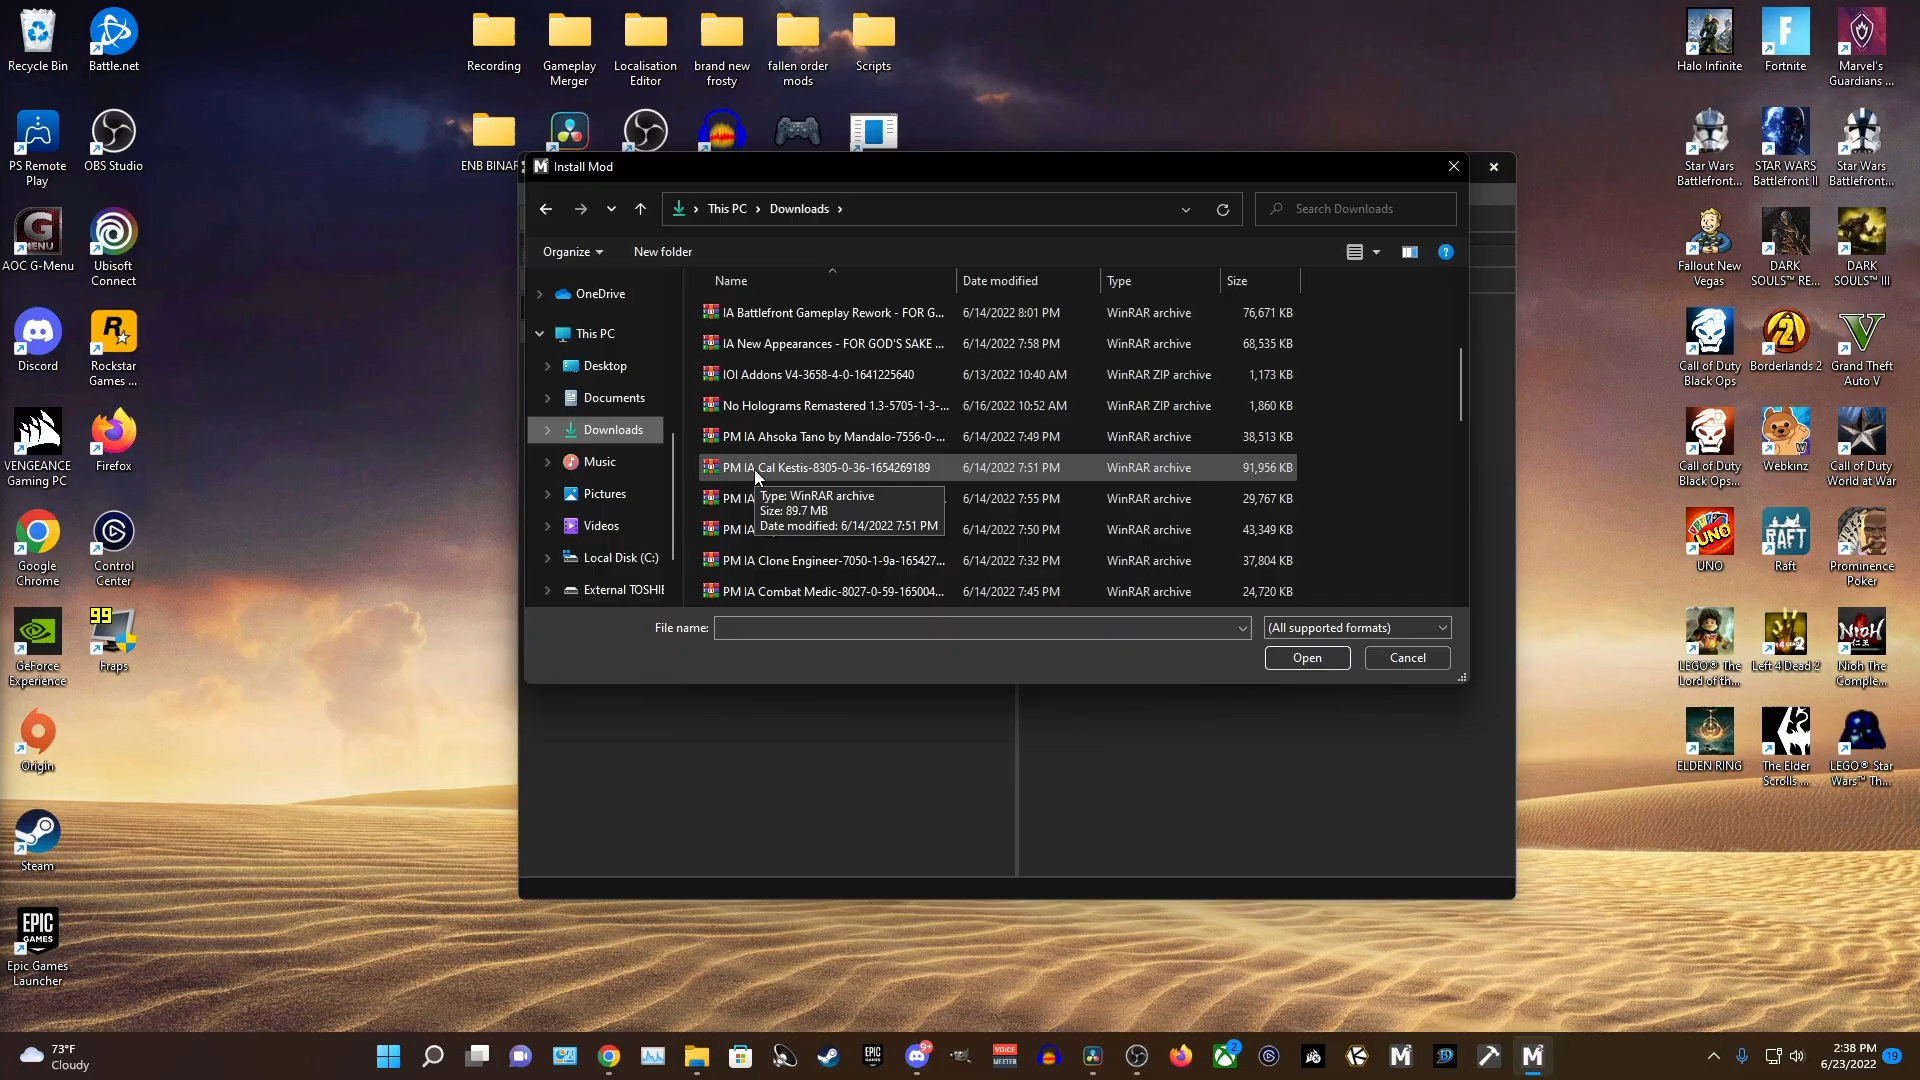 Recycle Bin
Battle.net
Recording
Gameplay
Merger
Localisation
Editor
brand new
frosty
fallen order
mods
Scripts
Halo Infinite
Fortnite
Marvel's
Guardians ...
PS Remote
Play
OBS Studio
ENB BINAR
Star Wars
Battlefront...
STAR WARS
Battlefront II
Star Wars
Battlefront...
AOC G-Menu
Ubisoft
Connect
Fallout New
Vegas
DARK
SOULS™ RE...
DARK
SOULS™ III
Discord
Rockstar
Games ...
Call of Duty
Black Ops
Borderlands 2
Grand Theft
Auto V
VENGEANCE
Gaming PC
Firefox
Call of Duty
Black Ops...
Webkinz
Call of Duty
World at War
Google
Chrome
Control
Center
UNO
Raft
Prominence
Poker
GeForce
Experience
99
Fraps
LEGO® The
Lord of th...
Left 4 Dead 2
Nioh The
Comple...
Origin
ELDEN RING
The Elder
Scrolls ...
LEGO® Star
Wars™ Th...
Steam
EPIC
GAMES
Epic Games
Launcher
Install Mod
This PC
Downloads
Search Downloads
Organize
New folder
Name
Date modified
Type
Size
OneDrive
This PC
Desktop
Documents
Downloads
Music
Pictures
Videos
Local Disk (C:)
External TOSHIE
IA Battlefront Gameplay Rework - FOR G... 6/14/2022 8:01 PM WinRAR archive 76,671 KB
IA New Appearances - FOR GOD'S SAKE ... 6/14/2022 7:58 PM WinRAR archive 68,535 KB
IOI Addons V4-3658-4-0-1641225640 6/13/2022 10:40 AM WinRAR ZIP archive 1,173 KB
No Holograms Remastered 1.3-5705-1-3-... 6/16/2022 10:52 AM WinRAR ZIP archive 1,860 KB
PM IA Ahsoka Tano by Mandalo-7556-0-... 6/14/2022 7:49 PM WinRAR archive 38,513 KB
PM IA Cal Kestis-8305-0-36-1654269189 6/14/2022 7:51 PM WinRAR archive 91,956 KB
PM IA 6/14/2022 7:55 PM WinRAR archive 29,767 KB
PM IA 6/14/2022 7:50 PM WinRAR archive 43,349 KB
PM IA Clone Engineer-7050-1-9a-165427... 6/14/2022 7:32 PM WinRAR archive 37,804 KB
PM IA Combat Medic-8027-0-59-165004... 6/14/2022 7:45 PM WinRAR archive 24,720 KB
Type: WinRAR archive
Size: 89.7 MB
Date modified: 6/14/2022 7:51 PM
File name:
(All supported formats)
Open
Cancel
73°F
Cloudy
2:38 PM
6/23/2022
19